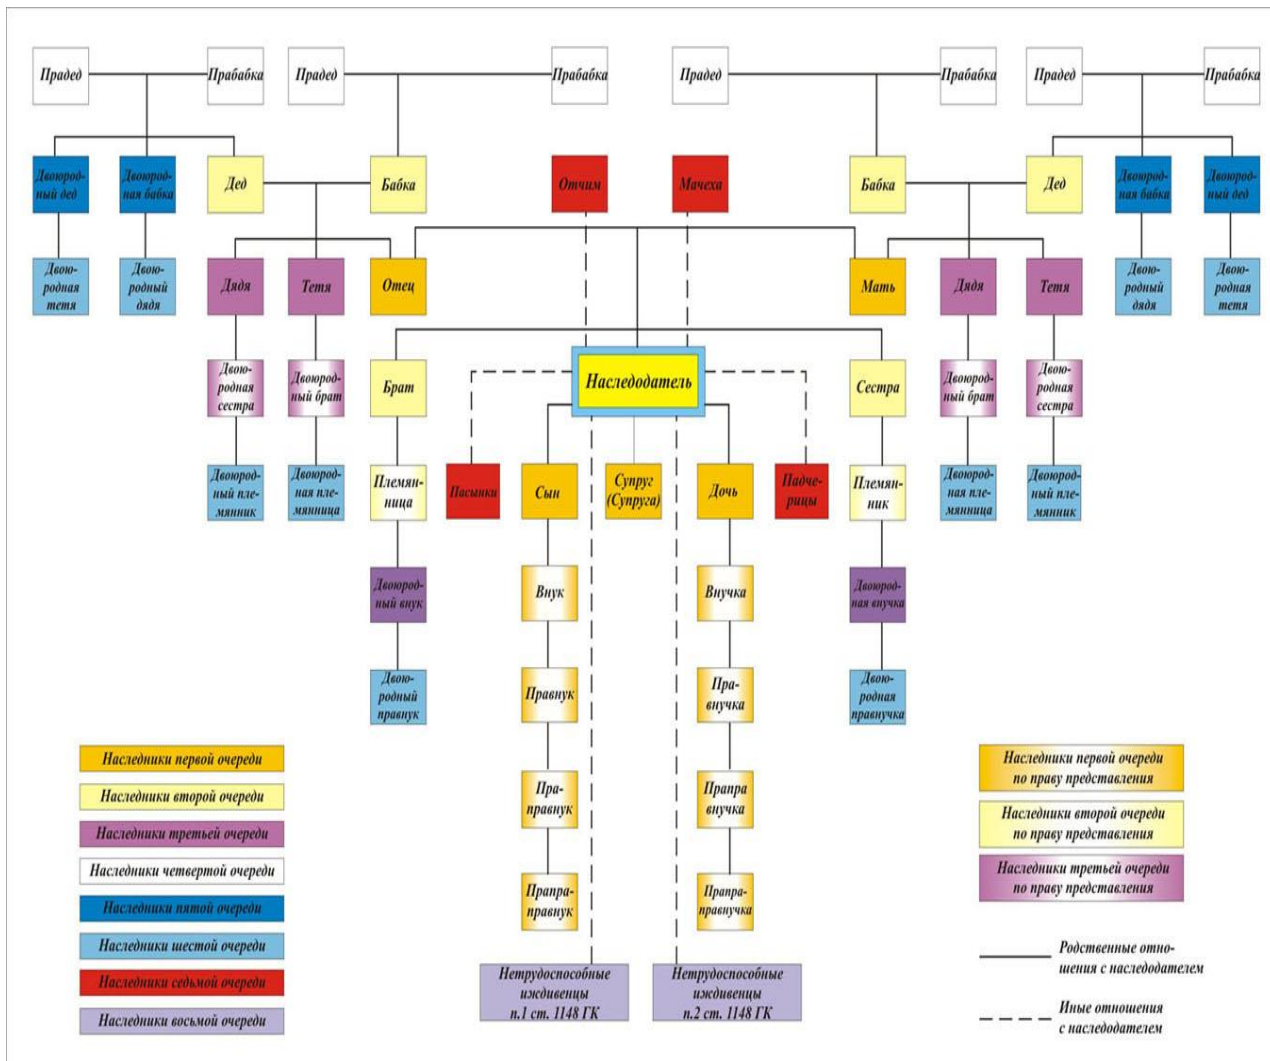 Прадед
Прабабка
Прадед
Прабабка
Прадед
Прабабка
Прадед
Прабабка
Двоюрод-
ный дед
Двоюрод-
ная бабка
Дед
Бабка
Отчим
Мачеха
Бабка
Дед
Двоюрод-
ная бабка
Двоюрод-
ный дед
Двою-
родная
тетя
Двою-
родный
дядя
Дядя
Тетя
Отец
Мать
Дядя
Тетя
Двою-
родный
дядя
Двою-
родная
тетя
Двою-
родная
сестра
Двоюрод-
ный брат
Брат
Наследодатель
Сестра
Двоюрод-
ный брат
Двою-
родная
сестра
Двоюрод-
ный пле-
мянник
Двоюрод-
ная пле-
мянница
Племян-
ница
Пасынки
Сын
Супруг
(Супруга)
Дочь
Падче-
рицы
Племян-
ник
Двоюрод-
ная пле-
мянница
Двоюрод-
ный пле-
мянник
Двоюрод-
ный внук
Внук
Внучка
Двоюрод-
ная внучка
Двою-
родный
правнук
Правнук
Пра-
внучка
Двою-
родная
правнучка
Пра-
правнук
Прапра
внучка
Прапра-
правнук
Прапра-
правнучка
Нетрудоспособные
иждивенцы
п.1 ст. 1148 ГК
Нетрудоспособные
иждивенцы
п.2 ст. 1148 ГК
Наследники первой очереди
Наследники второй очереди
Наследники третьей очереди
Наследники четвертой очереди
Наследники пятой очереди
Наследники шестой очереди
Наследники седьмой очереди
Наследники восьмой очереди
Наследники первой очереди
по праву представления
Наследники второй очереди
по праву представления
Наследники третьей очереди
по праву представления
Родственные отно-
шения с наследодателем
Иные отношения
с наследодателем